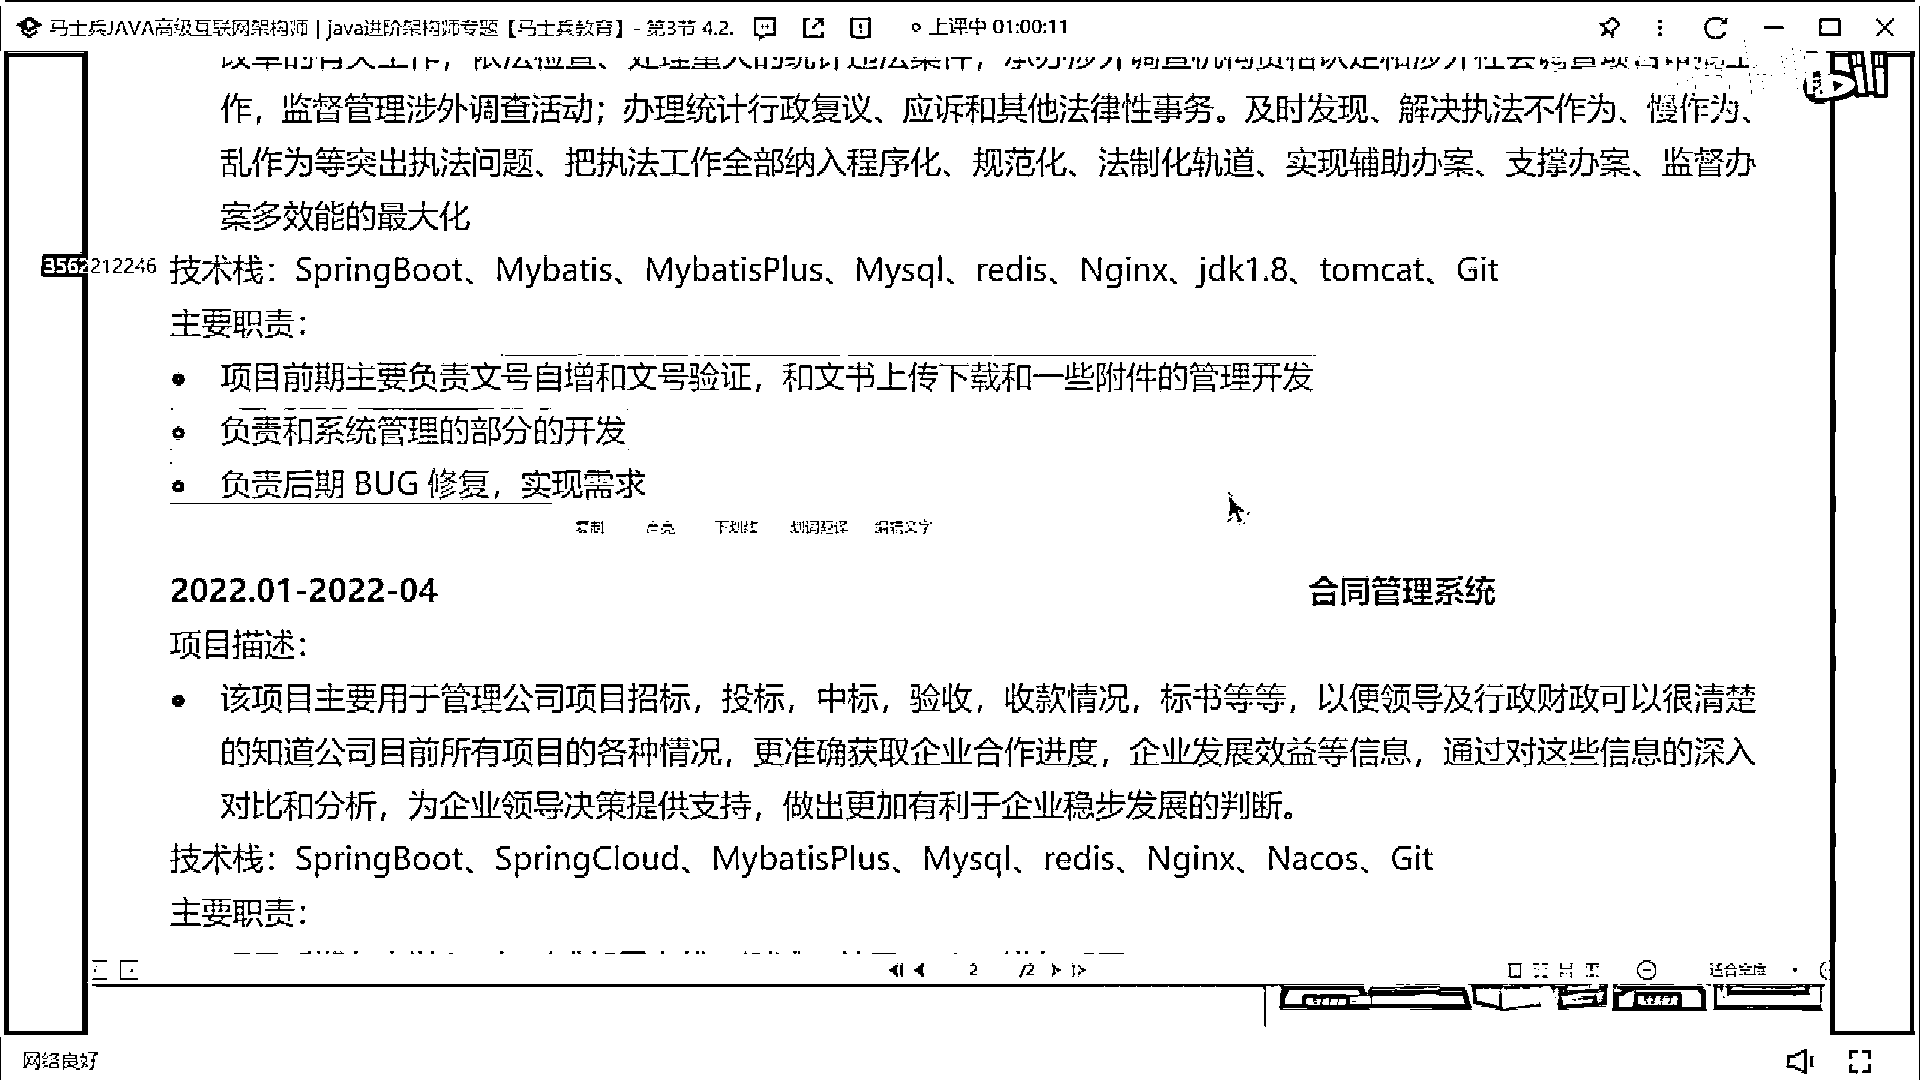 马士兵JAVA高级互联网架构师 | java进阶架构师专题【马士兵教育】- 第3节 4.2. 上课中 01:00:11
作，监督管理涉外调查活动；办理统计行政复议、应诉和其他法律性事务。及时发现、解决执法不作为、慢作为、
乱作为等突出执法问题、把执法工作全部纳入程序化、规范化、法制化轨道、实现辅助办案、支撑办案、监督办
案多效能的最大化
3562212246
技术栈：SpringBoot、Mybatis、MybatisPlus、Mysql、redis、Nginx、jdk1.8、tomcat、Git
主要职责：
• 项目前期主要负责文号自增和文号验证，和文书上传下载和一些附件的管理开发
• 负责和系统管理的部分的开发
• 负责后期 BUG 修复，实现需求
复制 高亮 下划线 划词翻译 编辑文字
2022.01-2022-04 合同管理系统
项目描述：
• 该项目主要用于管理公司项目招标，投标，中标，验收，收款情况，标书等等，以便领导及行政财政可以很清楚
的知道公司目前所有项目的各种情况，更准确获取企业合作进度，企业发展效益等信息，通过对这些信息的深入
对比和分析，为企业领导决策提供支持，做出更加有利于企业稳步发展的判断。
技术栈：SpringBoot、SpringCloud、MybatisPlus、Mysql、redis、Nginx、Nacos、Git
主要职责：
2 /2 适合宽度
网络良好